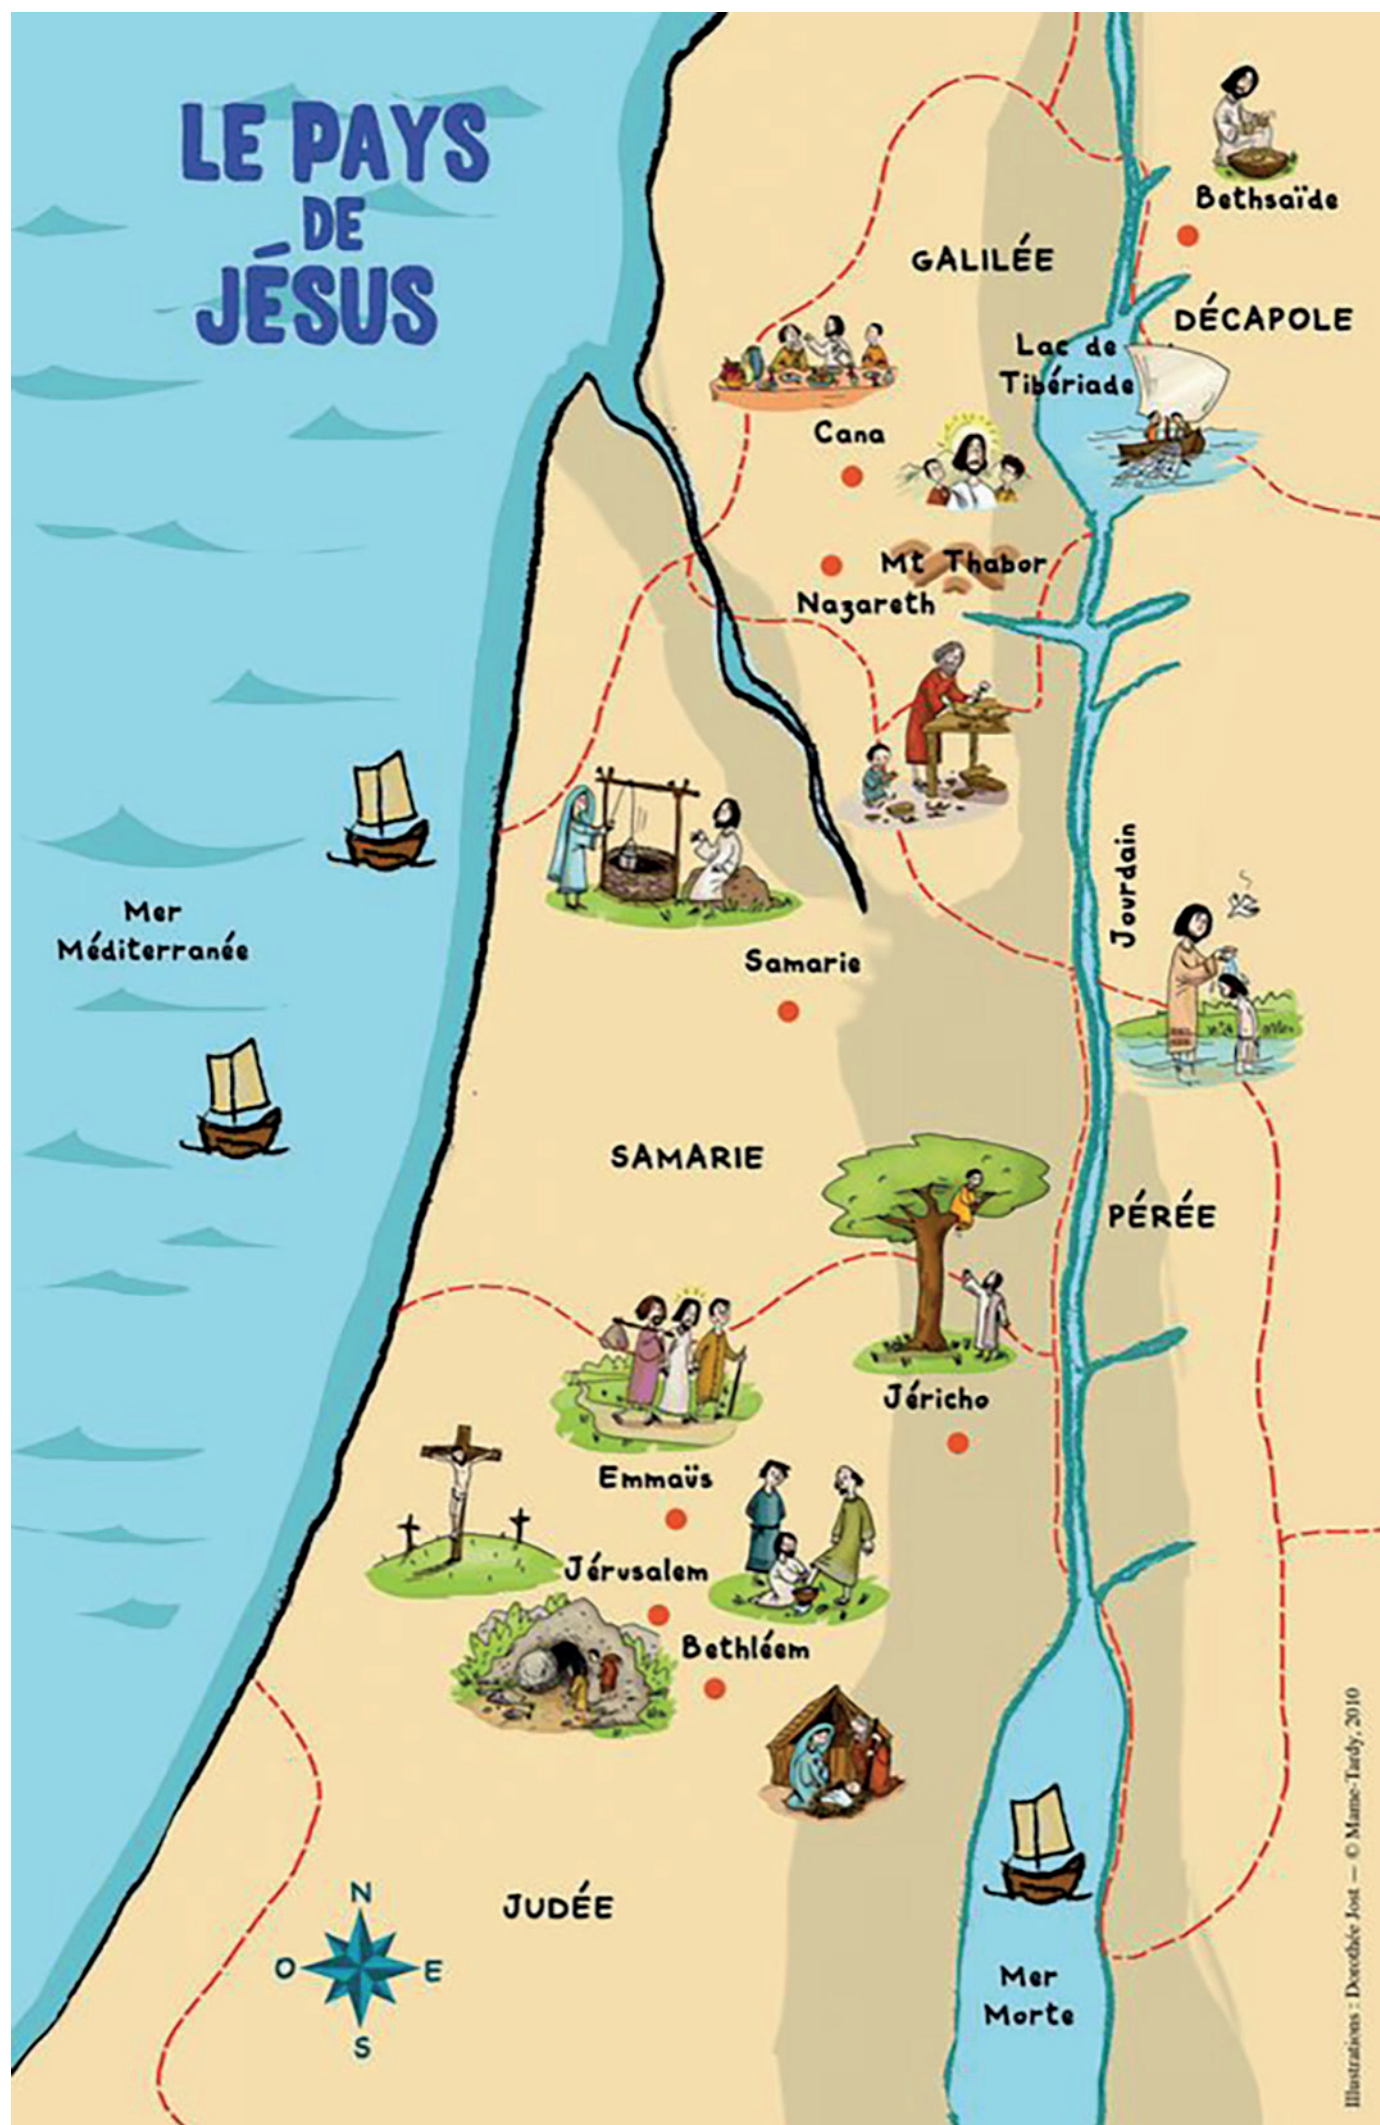 LE PAYS
DE
JÉSUS
Bethsaïde
GALILÉE
DÉCAPOLE
Lac de
Tibériade
Cana
Mt Thabor
Nazareth
Jourdain
Mer
Méditerranée
Samarie
SAMARIE
PÉRÉE
Jéricho
Emmaüs
Jérusalem
Bethléem
JUDÉE
N
O
E
S
Mer
Morte
Illustrations : Dorothée Jost — © Mame-Tardy, 2010